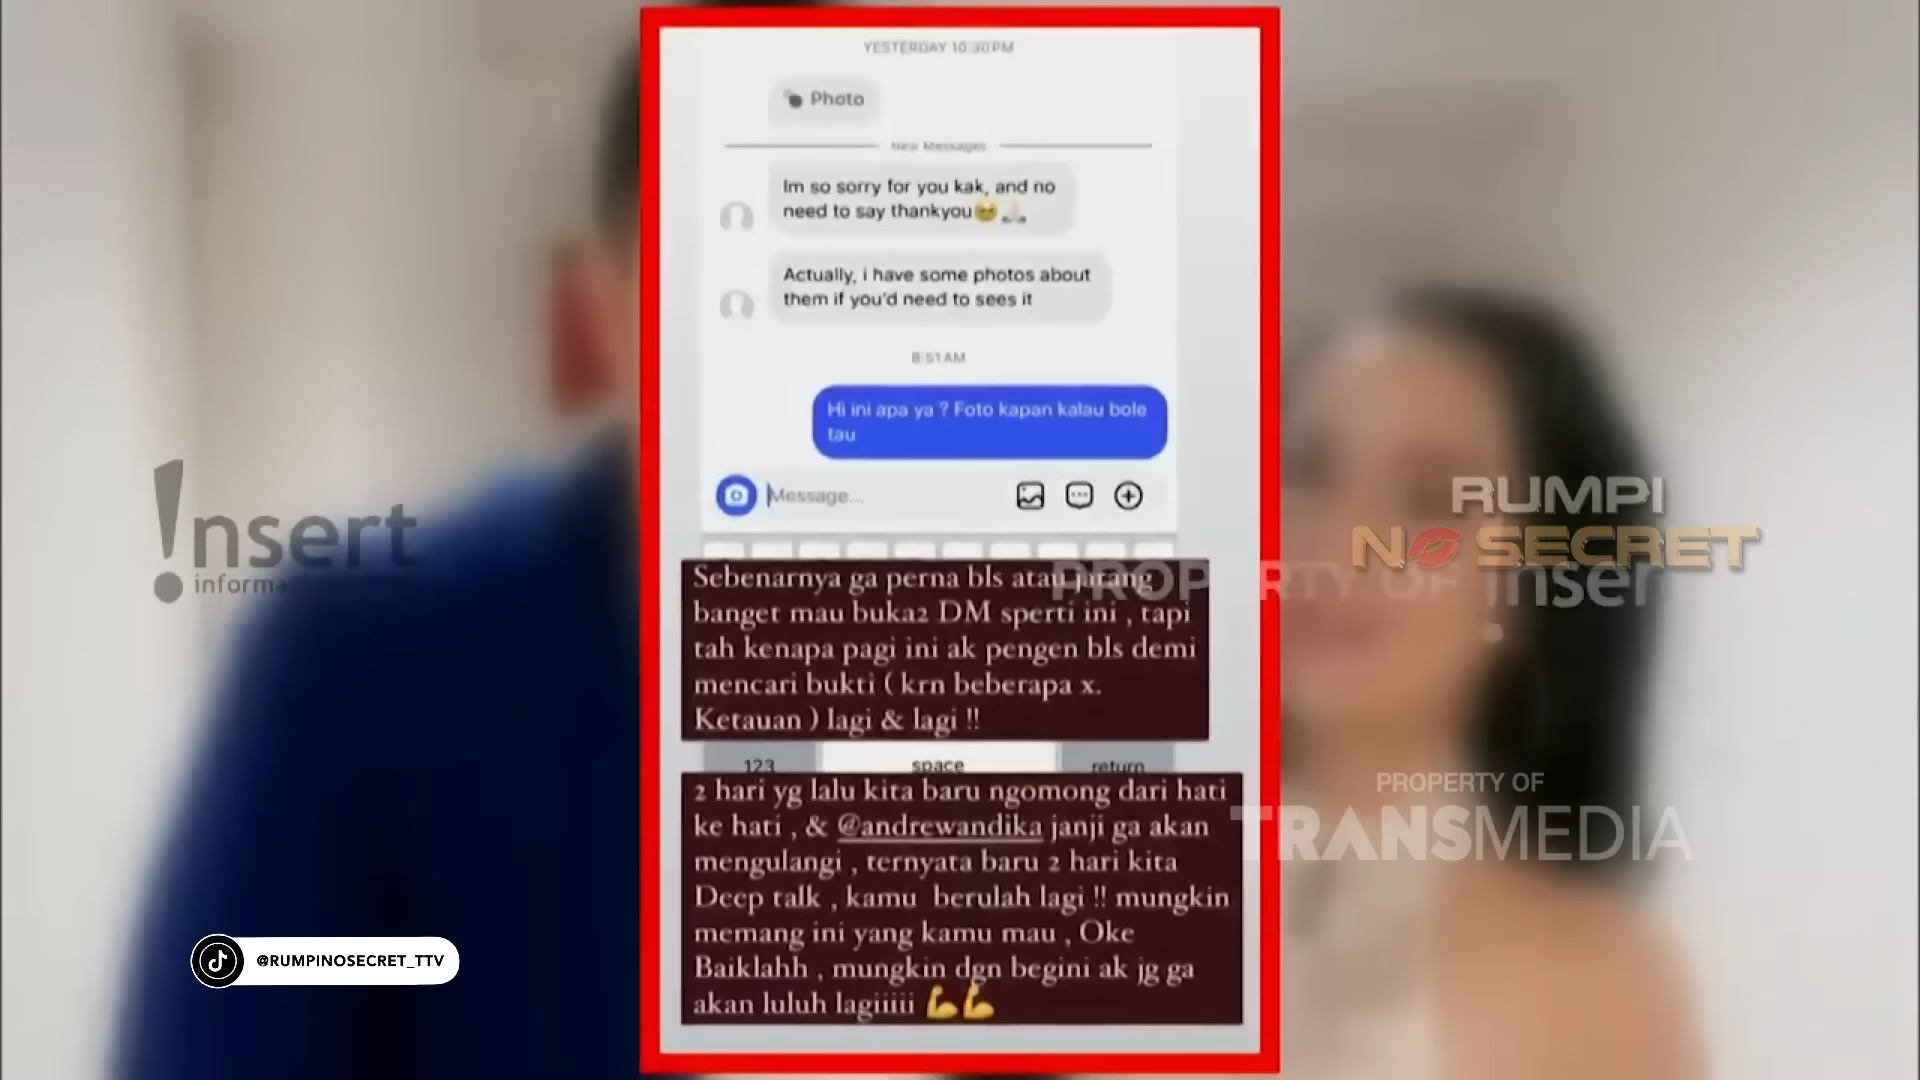 YESTERDAY 10:30PM
Photo
New Messages
Im so sorry for you kak, and no
need to say thankyou🥹🙏🏻
Actually, i have some photos about
them if you'd need to sees it
8:51 AM
Hi ini apa ya ? Foto kapan kalau bole
tau
Message...
Sebenarnya ga perna bls atau jarang
banget mau buka2 DM sperti ini , tapi
tah kenapa pagi ini ak pengen bls demi
mencari bukti ( krn beberapa x.
Ketauan ) lagi & lagi !!
123 space return
2 hari yg lalu kita baru ngomong dari hati
ke hati , & @andrewandika janji ga akan
mengulangi , ternyata baru 2 hari kita
Deep talk , kamu berulah lagi !! mungkin
memang ini yang kamu mau , Oke
Baiklahh , mungkin dgn begini ak jg ga
akan luluh lagiiiii 💪💪
!nsert
informa
RUMPI
NO SECRET
PROPERTY OF !nser
PROPERTY OF
TRANSMEDIA
@RUMPINOSECRET_TTV